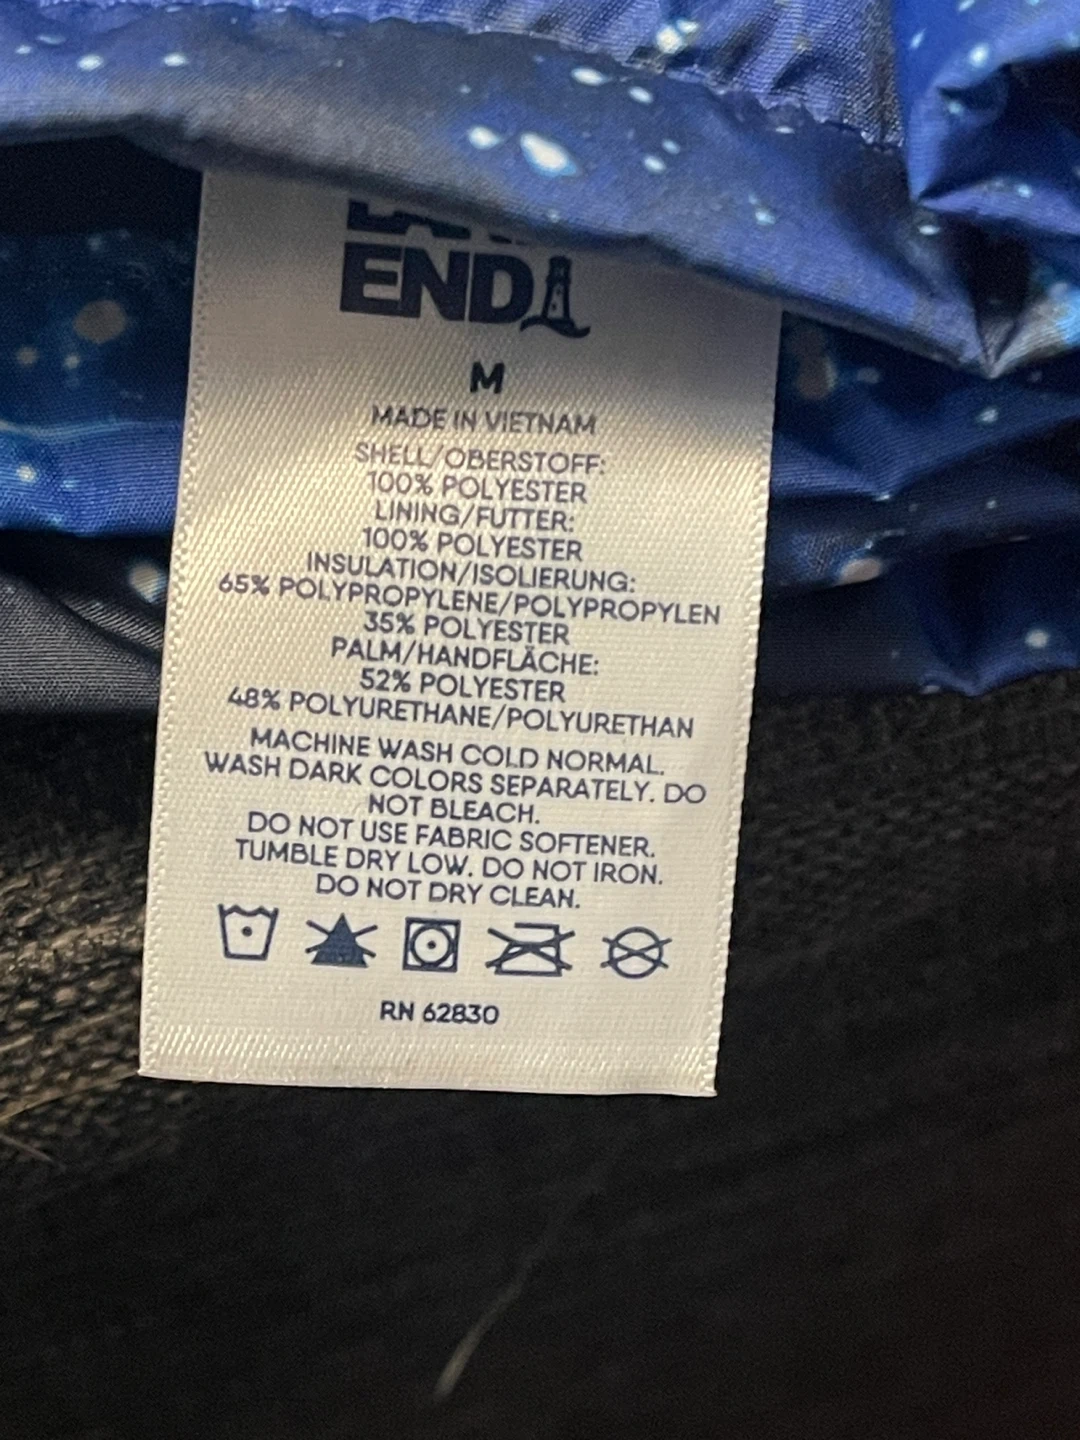 END
M
MADE IN VIETNAM
SHELL/OBERSTOFF:
100% POLYESTER
LINING/FUTTER:
100% POLYESTER
INSULATION/ISOLIERUNG:
65% POLYPROPYLENE/POLYPROPYLEN
35% POLYESTER
PALM/HANDFLÄCHE:
52% POLYESTER
48% POLYURETHANE/POLYURETHAN
MACHINE WASH COLD NORMAL.
WASH DARK COLORS SEPARATELY. DO
NOT BLEACH.
DO NOT USE FABRIC SOFTENER.
TUMBLE DRY LOW. DO NOT IRON.
DO NOT DRY CLEAN.
RN 62830